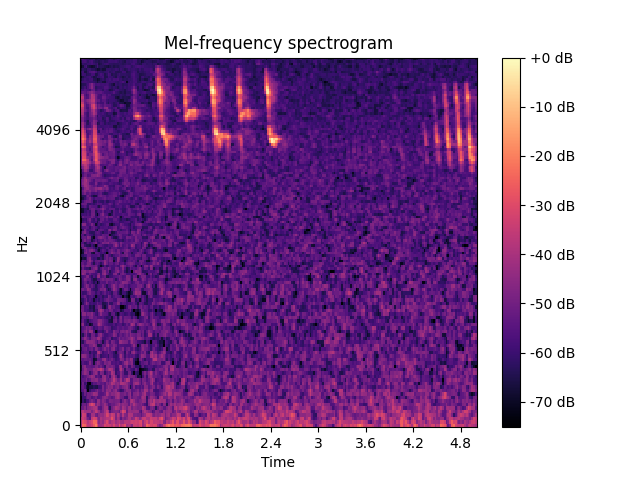 Mel-frequency spectrogram
Hz
4096
2048
1024
512
0
0 0.6 1.2 1.8 2.4 3 3.6 4.2 4.8
Time
+0 dB
-10 dB
-20 dB
-30 dB
-40 dB
-50 dB
-60 dB
-70 dB